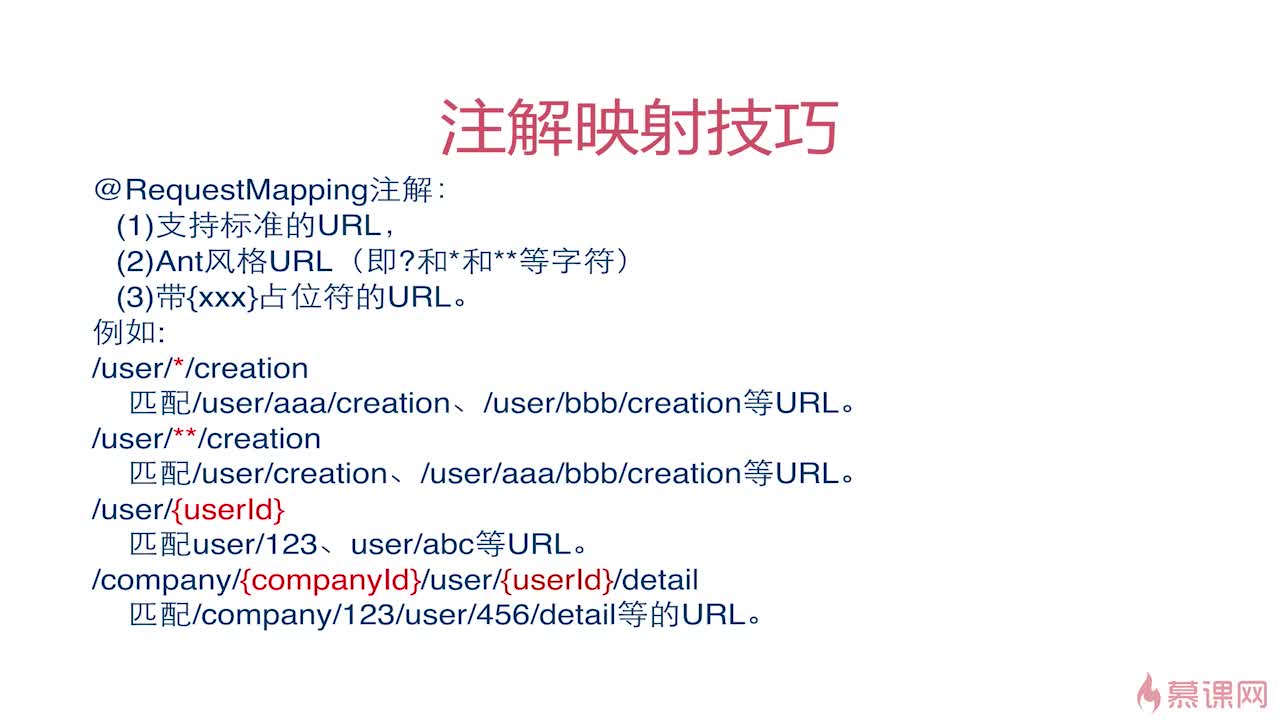 注解映射技巧
@RequestMapping注解：
(1)支持标准的URL，
(2)Ant风格URL（即?和*和**等字符）
(3)带{xxx}占位符的URL。
例如:
/user/*/creation
匹配/user/aaa/creation、/user/bbb/creation等URL。
/user/**/creation
匹配/user/creation、/user/aaa/bbb/creation等URL。
/user/{userId}
匹配user/123、user/abc等URL。
/company/{companyId}/user/{userId}/detail
匹配/company/123/user/456/detail等的URL。
慕课网